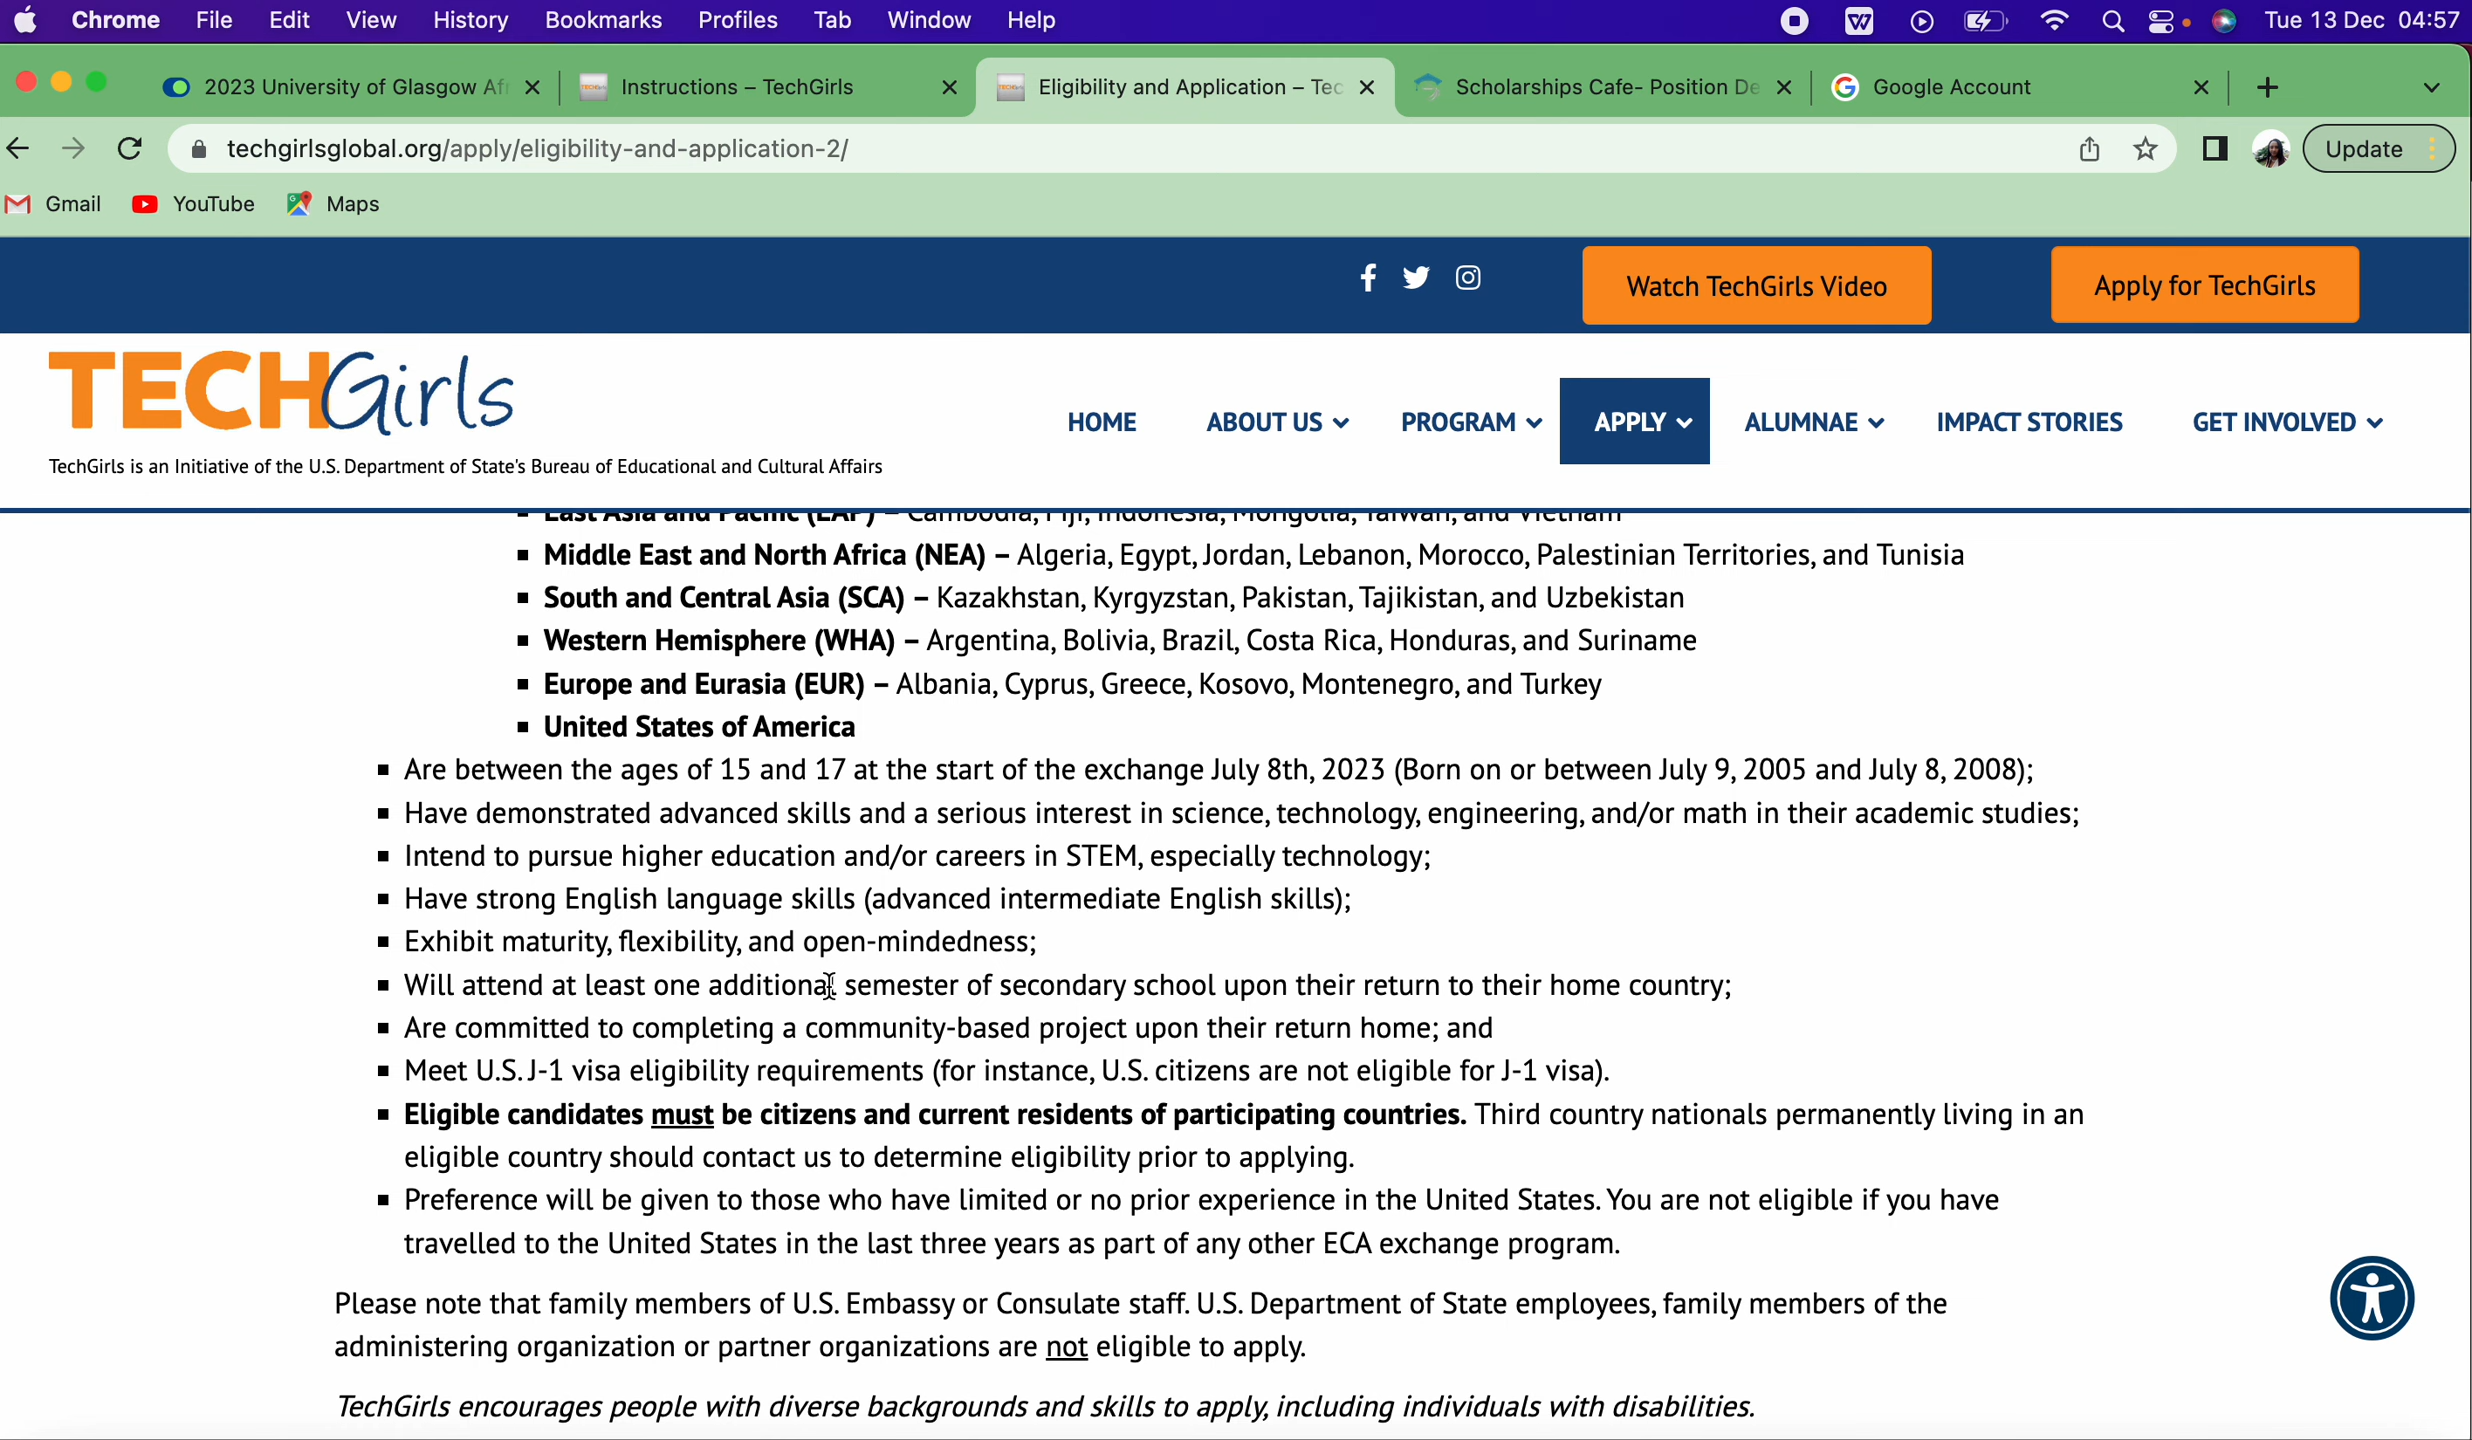 Chrome File Edit View History Bookmarks Profiles Tab Window Help Tue 13 Dec 04:57
2023 University of Glasgow Afr Instructions – TechGirls Eligibility and Application – Tec Scholarships Cafe- Position De Google Account
techgirlsglobal.org/apply/eligibility-and-application-2/ Update
Gmail YouTube Maps
Watch TechGirls Video Apply for TechGirls
TECHGirls
HOME ABOUT US PROGRAM APPLY ALUMNAE IMPACT STORIES GET INVOLVED
TechGirls is an Initiative of the U.S. Department of State's Bureau of Educational and Cultural Affairs
▪ East Asia and Pacific (EAP) – Cambodia, Fiji, Indonesia, Mongolia, Taiwan, and Vietnam
▪ Middle East and North Africa (NEA) – Algeria, Egypt, Jordan, Lebanon, Morocco, Palestinian Territories, and Tunisia
▪ South and Central Asia (SCA) – Kazakhstan, Kyrgyzstan, Pakistan, Tajikistan, and Uzbekistan
▪ Western Hemisphere (WHA) – Argentina, Bolivia, Brazil, Costa Rica, Honduras, and Suriname
▪ Europe and Eurasia (EUR) – Albania, Cyprus, Greece, Kosovo, Montenegro, and Turkey
▪ United States of America
▪ Are between the ages of 15 and 17 at the start of the exchange July 8th, 2023 (Born on or between July 9, 2005 and July 8, 2008);
▪ Have demonstrated advanced skills and a serious interest in science, technology, engineering, and/or math in their academic studies;
▪ Intend to pursue higher education and/or careers in STEM, especially technology;
▪ Have strong English language skills (advanced intermediate English skills);
▪ Exhibit maturity, flexibility, and open-mindedness;
▪ Will attend at least one additional semester of secondary school upon their return to their home country;
▪ Are committed to completing a community-based project upon their return home; and
▪ Meet U.S. J-1 visa eligibility requirements (for instance, U.S. citizens are not eligible for J-1 visa).
▪ Eligible candidates must be citizens and current residents of participating countries. Third country nationals permanently living in an
eligible country should contact us to determine eligibility prior to applying.
▪ Preference will be given to those who have limited or no prior experience in the United States. You are not eligible if you have
travelled to the United States in the last three years as part of any other ECA exchange program.
Please note that family members of U.S. Embassy or Consulate staff. U.S. Department of State employees, family members of the
administering organization or partner organizations are not eligible to apply.
TechGirls encourages people with diverse backgrounds and skills to apply, including individuals with disabilities.